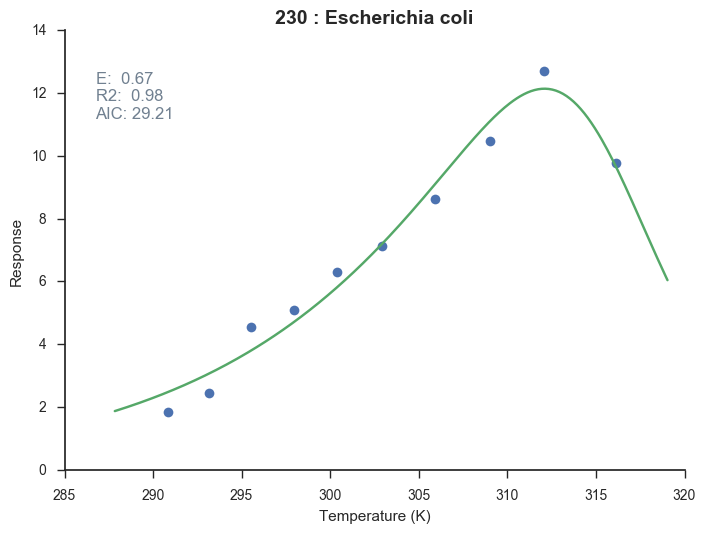 230 : Escherichia coli
E:  0.67
R2:  0.98
AIC: 29.21
Response
14
12
10
8
6
4
2
0
285 290 295 300 305 310 315 320
Temperature (K)